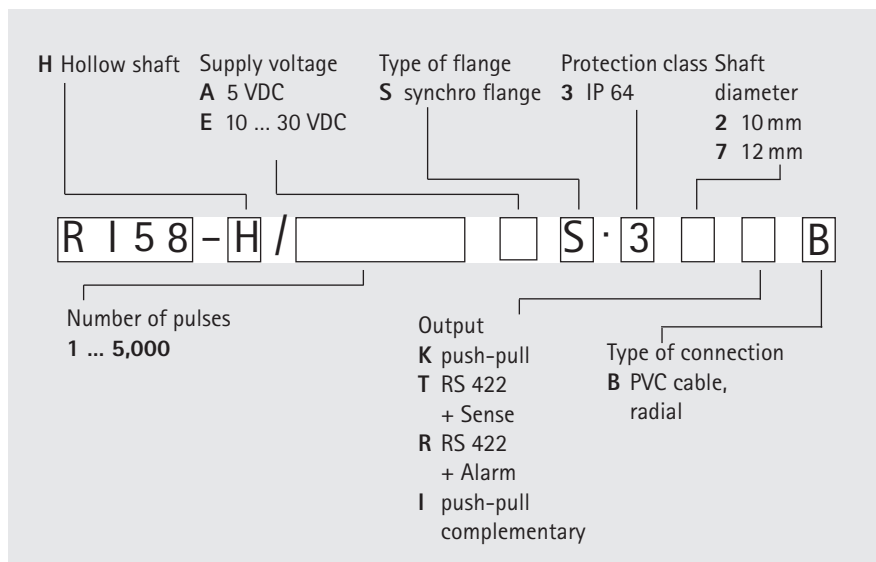 H Hollow shaft
Supply voltage
A 5 VDC
E 10 ... 30 VDC
Type of flange
S synchro flange
Protection class
3 IP 64
Shaft
diameter
2 10 mm
7 12 mm
R I 5 8 – H / S · 3 B
Number of pulses
1 ... 5,000
Output
K push-pull
T RS 422
+ Sense
R RS 422
+ Alarm
I push-pull
complementary
Type of connection
B PVC cable,
radial